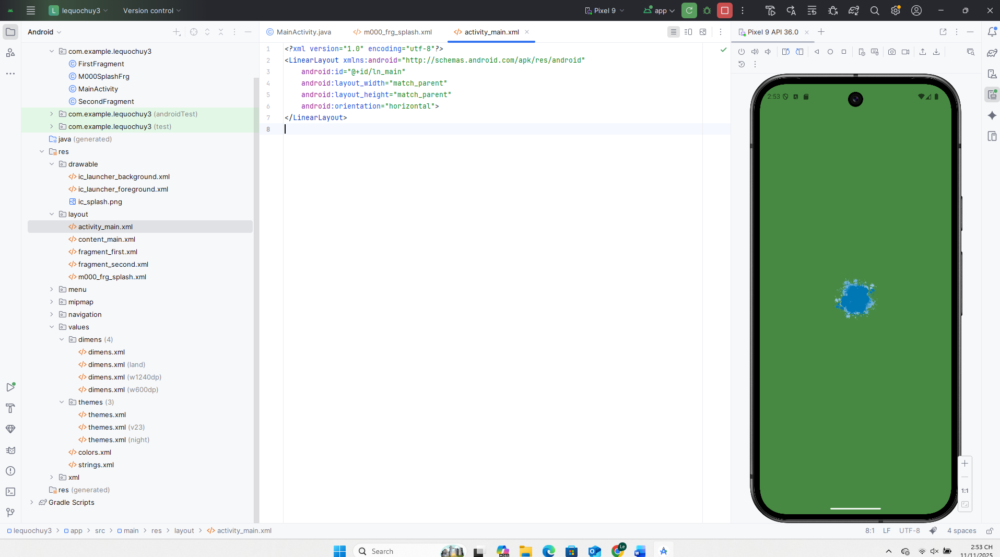 L lequochuy3 Version control Pixel 9 app
Android
MainActivity.java m000_frg_splash.xml activity_main.xml
Pixel 9 API 36.0
com.example.lequochuy3
FirstFragment
M000SplashFrg
MainActivity
SecondFragment
com.example.lequochuy3 (androidTest)
com.example.lequochuy3 (test)
java (generated)
res
drawable
ic_launcher_background.xml
ic_launcher_foreground.xml
ic_splash.png
layout
activity_main.xml
content_main.xml
fragment_first.xml
fragment_second.xml
m000_frg_splash.xml
menu
mipmap
navigation
values
dimens (4)
dimens.xml
dimens.xml (land)
dimens.xml (w1240dp)
dimens.xml (w600dp)
themes (3)
themes.xml
themes.xml (v23)
themes.xml (night)
colors.xml
strings.xml
xml
res (generated)
Gradle Scripts
1 <?xml version="1.0" encoding="utf-8"?>
2 <LinearLayout xmlns:android="http://schemas.android.com/apk/res/android"
3 android:id="@+id/ln_main"
4 android:layout_width="match_parent"
5 android:layout_height="match_parent"
6 android:orientation="horizontal">
7 </LinearLayout>
8
2:53
1:1
lequochuy3 > app > src > main > res > layout > activity_main.xml
8:1 LF UTF-8 4 spaces
Search
M365
Le
2:53 CH
11/11/2025